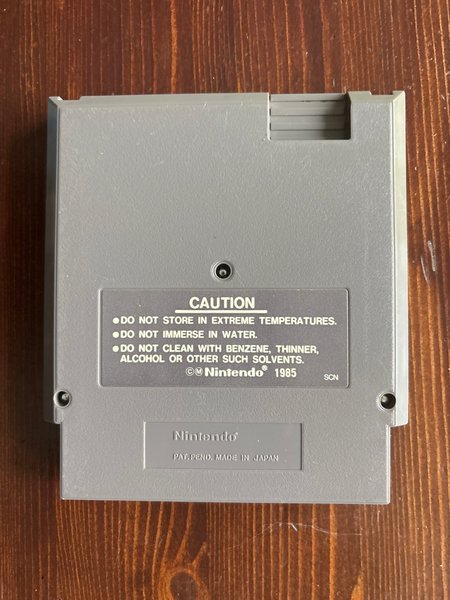 CAUTION
●DO NOT STORE IN EXTREME TEMPERATURES.
●DO NOT IMMERSE IN WATER.
●DO NOT CLEAN WITH BENZENE, THINNER,
ALCOHOL OR OTHER SUCH SOLVENTS.
©Ⓜ Nintendo® 1985 SCN
Nintendo®
PAT. PEND. MADE IN JAPAN